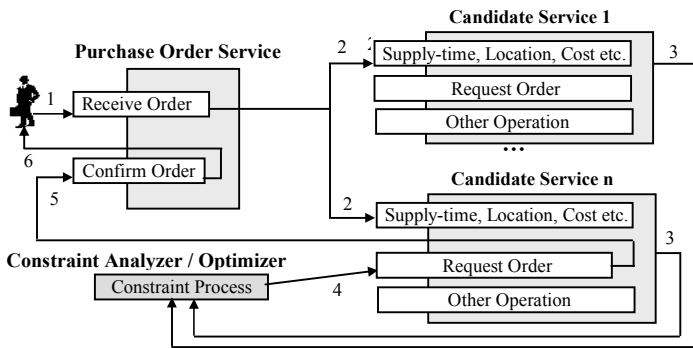 Candidate Service 1
Purchase Order Service
2
Supply-time, Location, Cost etc.
3
1
Receive Order
Request Order
Other Operation
6
...
Confirm Order
5
Candidate Service n
2
Supply-time, Location, Cost etc.
3
Constraint Analyzer / Optimizer
Request Order
Constraint Process
4
Other Operation